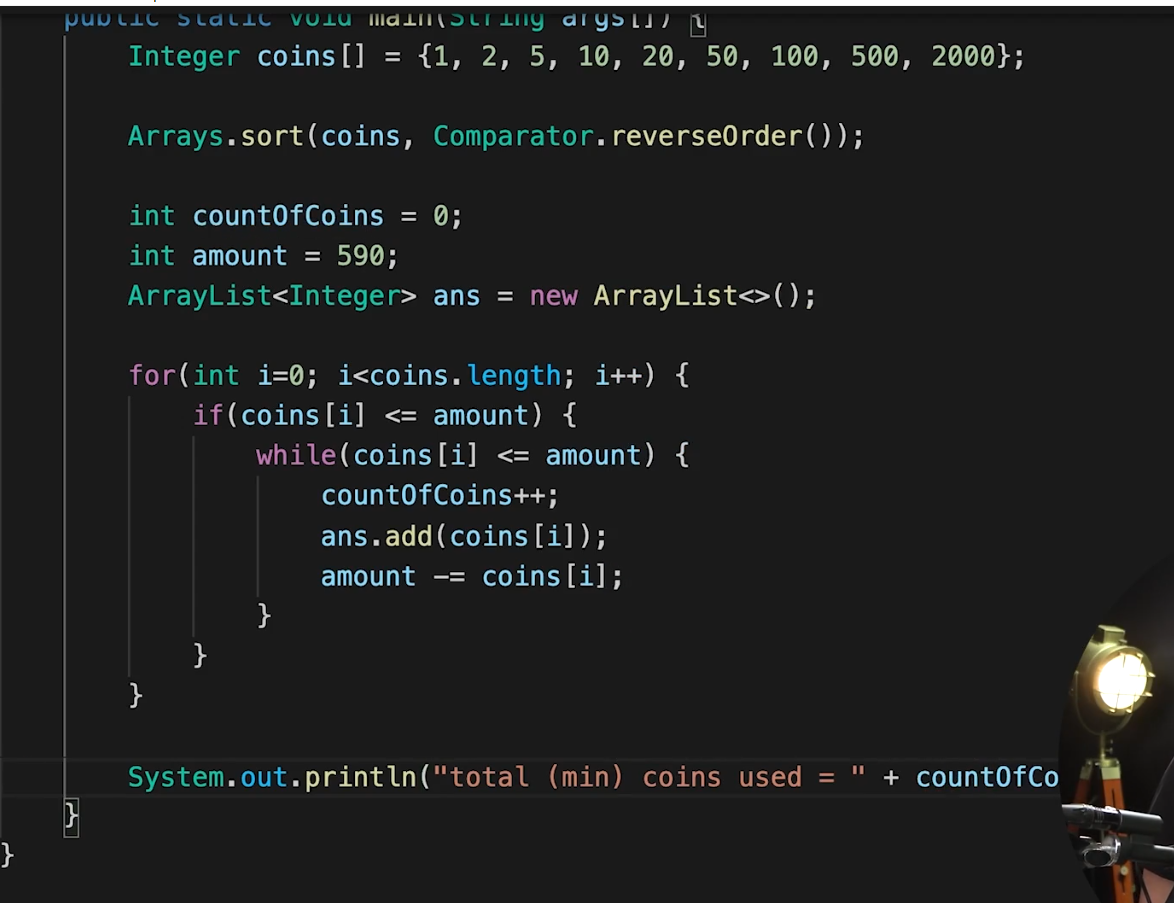 public static void main(String args[]) {
Integer coins[] = {1, 2, 5, 10, 20, 50, 100, 500, 2000};
Arrays.sort(coins, Comparator.reverseOrder());
int countOfCoins = 0;
int amount = 590;
ArrayList<Integer> ans = new ArrayList<>();
for(int i=0; i<coins.length; i++) {
if(coins[i] <= amount) {
while(coins[i] <= amount) {
countOfCoins++;
ans.add(coins[i]);
amount -= coins[i];
}
}
}
System.out.println("total (min) coins used = " + countOfCo
}
}